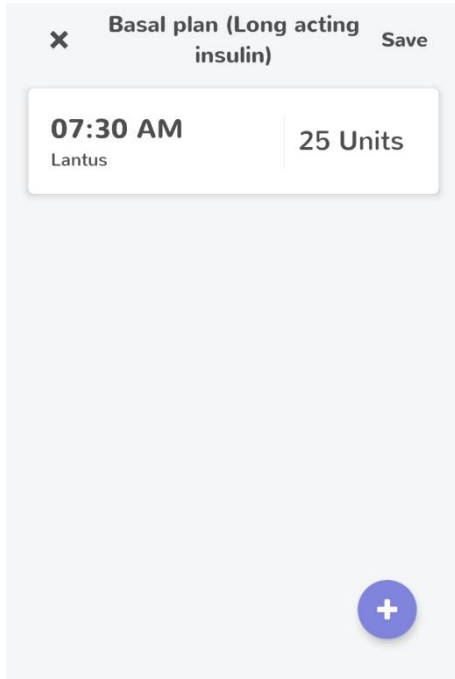 Basal plan (Long acting
insulin)
Save
07:30 AM
Lantus
25 Units